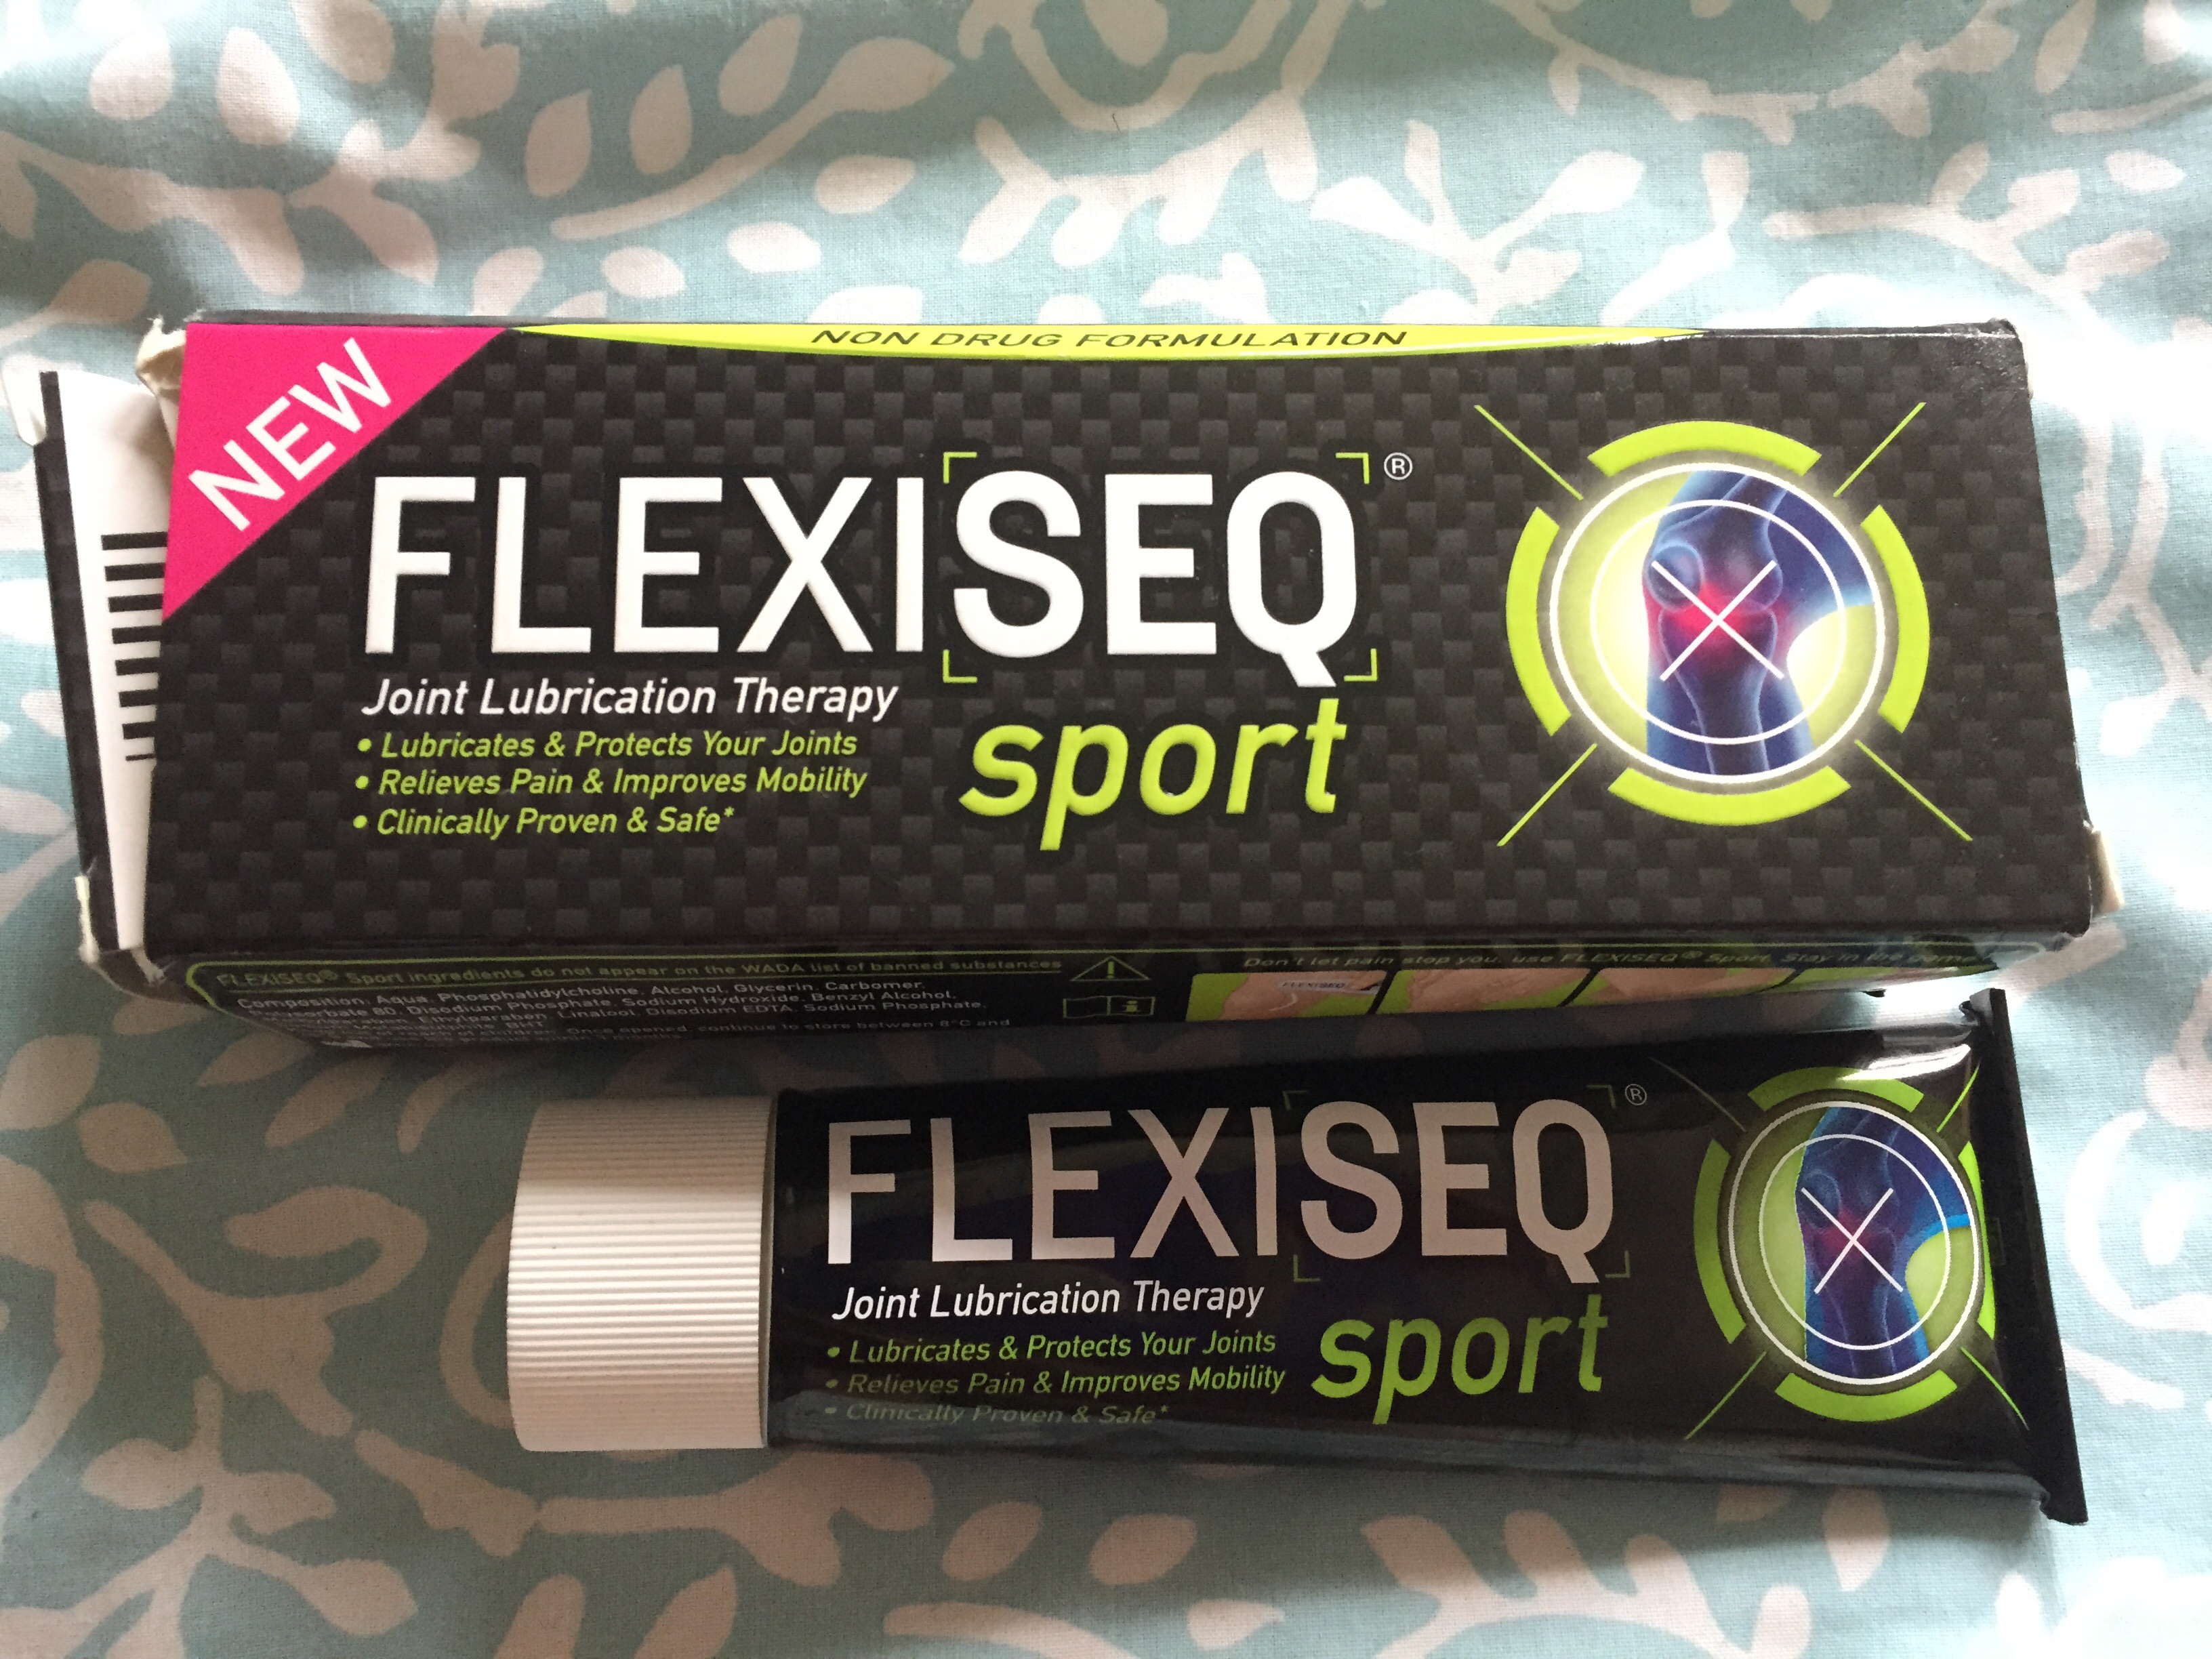 NON DRUG FORMULATION
NEW
FLEXISEQ®
Joint Lubrication Therapy
sport
• Lubricates & Protects Your Joints
• Relieves Pain & Improves Mobility
• Clinically Proven & Safe*
FLEXISEQ® Sport ingredients do not appear on the WADA list of banned substances
Composition: Aqua, Phosphatidylcholine, Alcohol, Glycerin, Carbomer,
80, Disodium Phosphate, Sodium Hydroxide, Benzyl Alcohol,
Ethylparaben, Linalool, Disodium EDTA, Sodium Phosphate,
BHT Once opened, continue to store between 8°C and
Don't let pain stop you, use FLEXISEQ® Sport. Stay in the game
FLEXISEQ
FLEXISEQ®
Joint Lubrication Therapy
sport
• Lubricates & Protects Your Joints
• Relieves Pain & Improves Mobility
• Clinically Proven & Safe*